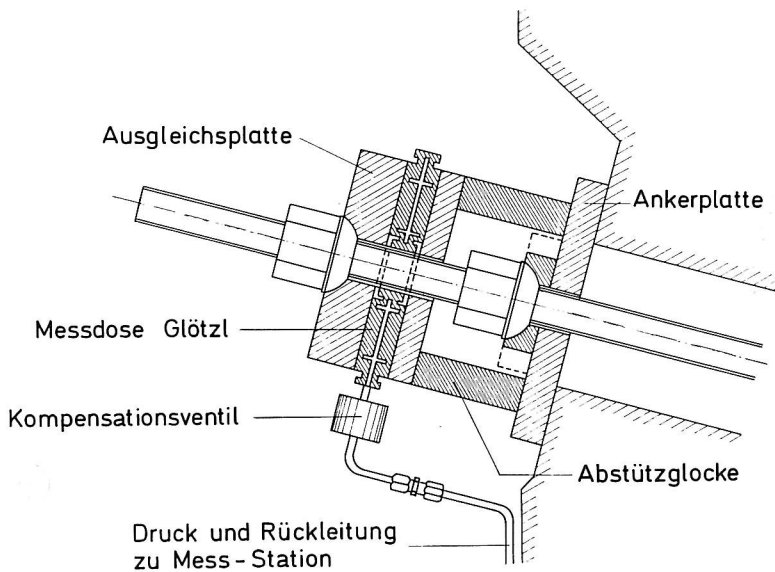 Ausgleichsplatte
Ankerplatte
Messdose Glötzl
Kompensationsventil
Abstützglocke
Druck und Rückleitung
zu Mess-Station